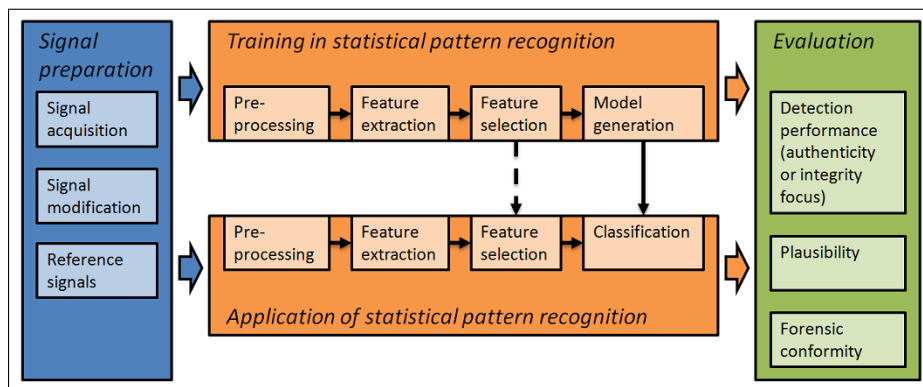 Signal
preparation
Signal
acquisition
Signal
modification
Reference
signals
Training in statistical pattern recognition
Pre-
processing
Feature
extraction
Feature
selection
Model
generation
Pre-
processing
Feature
extraction
Feature
selection
Classification
Application of statistical pattern recognition
Evaluation
Detection
performance
(authenticity
or integrity
focus)
Plausibility
Forensic
conformity